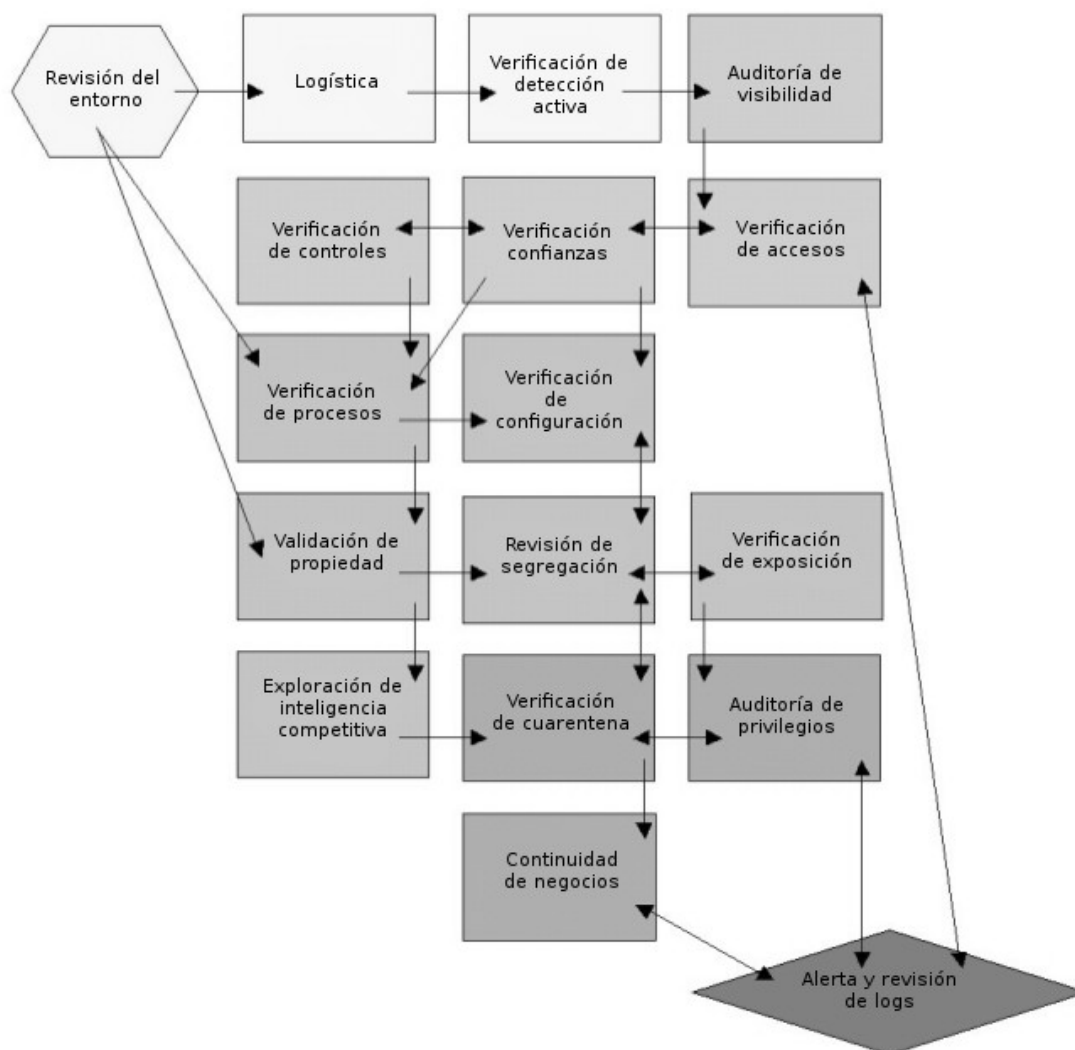 Revisión del
entorno
Logística
Verificación de
detección
activa
Auditoría de
visibilidad
Verificación
de controles
Verificación
confianzas
Verificación
de accesos
Verificación
de procesos
Verificación
de
configuración
Validación de
propiedad
Revisión de
segregación
Verificación
de exposición
Exploración de
inteligencia
competitiva
Verificación
de cuarentena
Auditoría de
privilegios
Continuidad
de negocios
Alerta y revisión
de logs